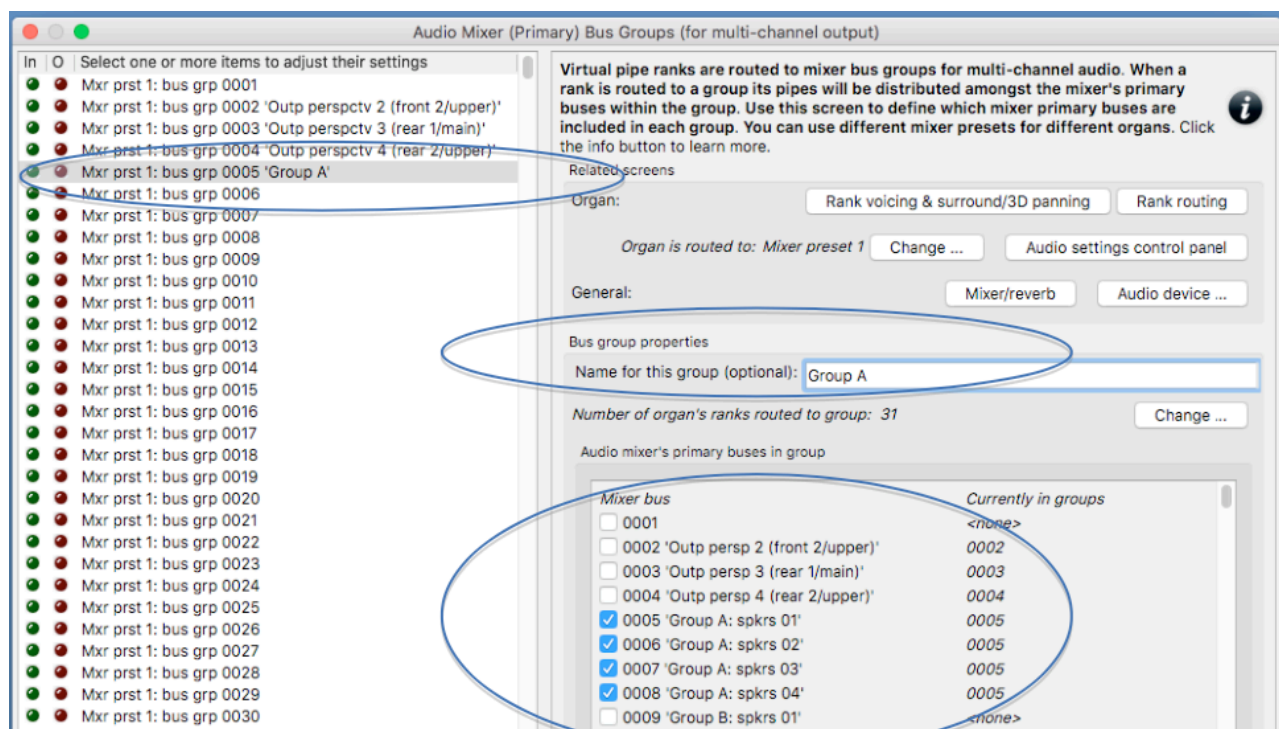 Audio Mixer (Primary) Bus Groups (for multi-channel output)
In O Select one or more items to adjust their settings
Mxr prst 1: bus grp 0001
Mxr prst 1: bus grp 0002 'Outp perspctv 2 (front 2/upper)'
Mxr prst 1: bus grp 0003 'Outp perspctv 3 (rear 1/main)'
Mxr prst 1: bus grp 0004 'Outp perspctv 4 (rear 2/upper)'
Mxr prst 1: bus grp 0005 'Group A'
Mxr prst 1: bus grp 0006
Mxr prst 1: bus grp 0007
Mxr prst 1: bus grp 0008
Mxr prst 1: bus grp 0009
Mxr prst 1: bus grp 0010
Mxr prst 1: bus grp 0011
Mxr prst 1: bus grp 0012
Mxr prst 1: bus grp 0013
Mxr prst 1: bus grp 0014
Mxr prst 1: bus grp 0015
Mxr prst 1: bus grp 0016
Mxr prst 1: bus grp 0017
Mxr prst 1: bus grp 0018
Mxr prst 1: bus grp 0019
Mxr prst 1: bus grp 0020
Mxr prst 1: bus grp 0021
Mxr prst 1: bus grp 0022
Mxr prst 1: bus grp 0023
Mxr prst 1: bus grp 0024
Mxr prst 1: bus grp 0025
Mxr prst 1: bus grp 0026
Mxr prst 1: bus grp 0027
Mxr prst 1: bus grp 0028
Mxr prst 1: bus grp 0029
Mxr prst 1: bus grp 0030
Virtual pipe ranks are routed to mixer bus groups for multi-channel audio. When a
rank is routed to a group its pipes will be distributed amongst the mixer's primary
buses within the group. Use this screen to define which mixer primary buses are
included in each group. You can use different mixer presets for different organs. Click
the info button to learn more.
Related screens
Organ: Rank voicing & surround/3D panning Rank routing
Organ is routed to: Mixer preset 1 Change ... Audio settings control panel
General: Mixer/reverb Audio device ...
Bus group properties
Name for this group (optional): Group A
Number of organ's ranks routed to group: 31 Change ...
Audio mixer's primary buses in group
Mixer bus Currently in groups
0001 <none>
0002 'Outp persp 2 (front 2/upper)' 0002
0003 'Outp persp 3 (rear 1/main)' 0003
0004 'Outp persp 4 (rear 2/upper)' 0004
0005 'Group A: spkrs 01' 0005
0006 'Group A: spkrs 02' 0005
0007 'Group A: spkrs 03' 0005
0008 'Group A: spkrs 04' 0005
0009 'Group B: spkrs 01' <none>